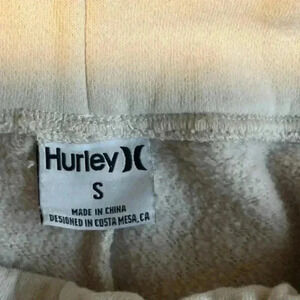 Hurley
S
MADE IN CHINA
DESIGNED IN COSTA MESA, CA